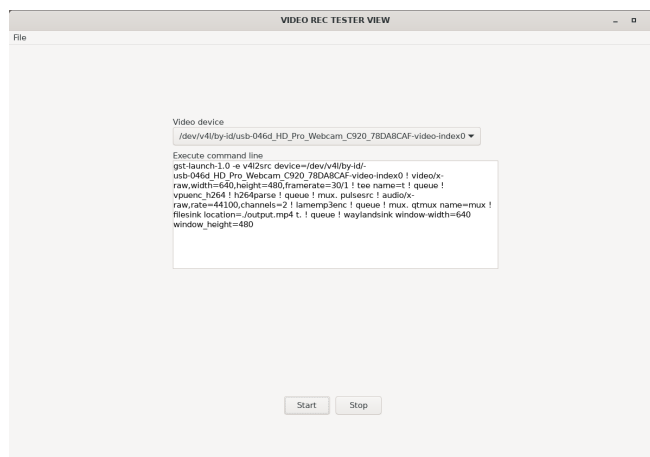 VIDEO REC TESTER VIEW
File
Video device
/dev/v4l/by-id/usb-046d_HD_Pro_Webcam_C920_78DA8CAF-video-index0
Execute command line
gst-launch-1.0 -e v4l2src device=/dev/v4l/by-id/-
usb-046d_HD_Pro_Webcam_C920_78DA8CAF-video-index0 ! video/x-
raw,width=640,height=480,framerate=30/1 ! tee name=t ! queue !
vpuenc_h264 ! h264parse ! queue ! mux. pulsesrc ! audio/x-
raw,rate=44100,channels=2 ! lamemp3enc ! queue ! mux. qtmux name=mux !
filesink location=./output.mp4 t. ! queue ! waylandsink window-width=640
window_height=480
Start Stop